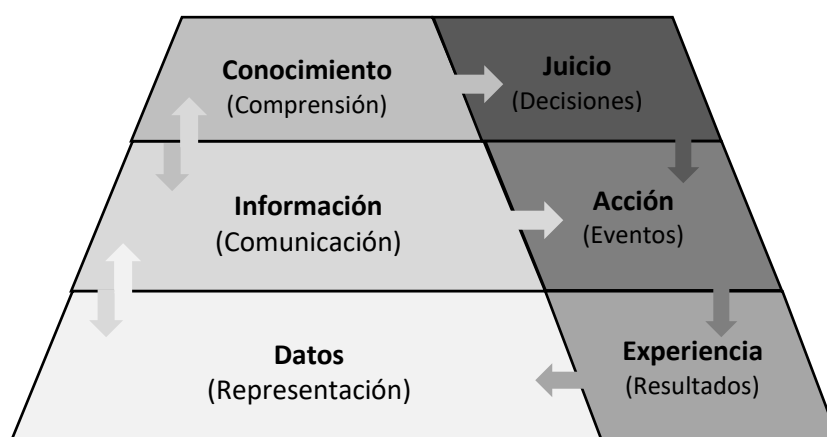 Conocimiento
(Comprensión)
Juicio
(Decisiones)
Información
(Comunicación)
Acción
(Eventos)
Datos
(Representación)
Experiencia
(Resultados)